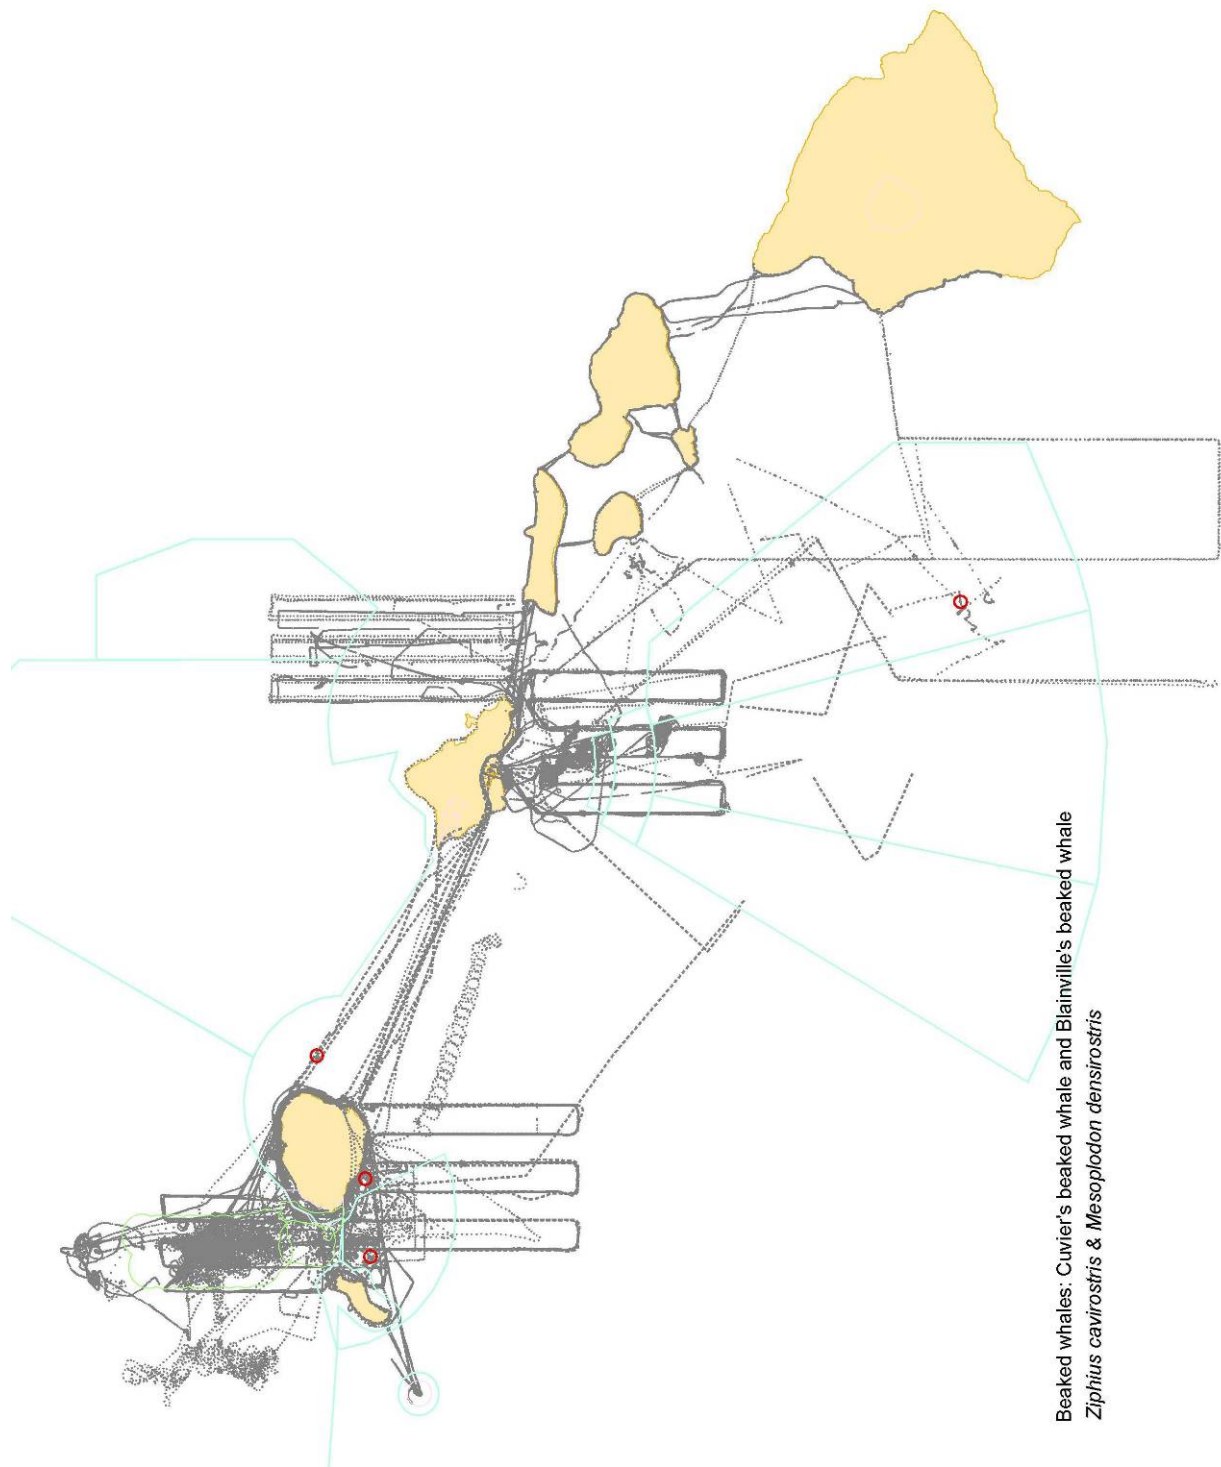 Beaked whales: Cuvier's beaked whale and Blainville's beaked whale
Ziphius cavirostris & Mesoplodon densirostris